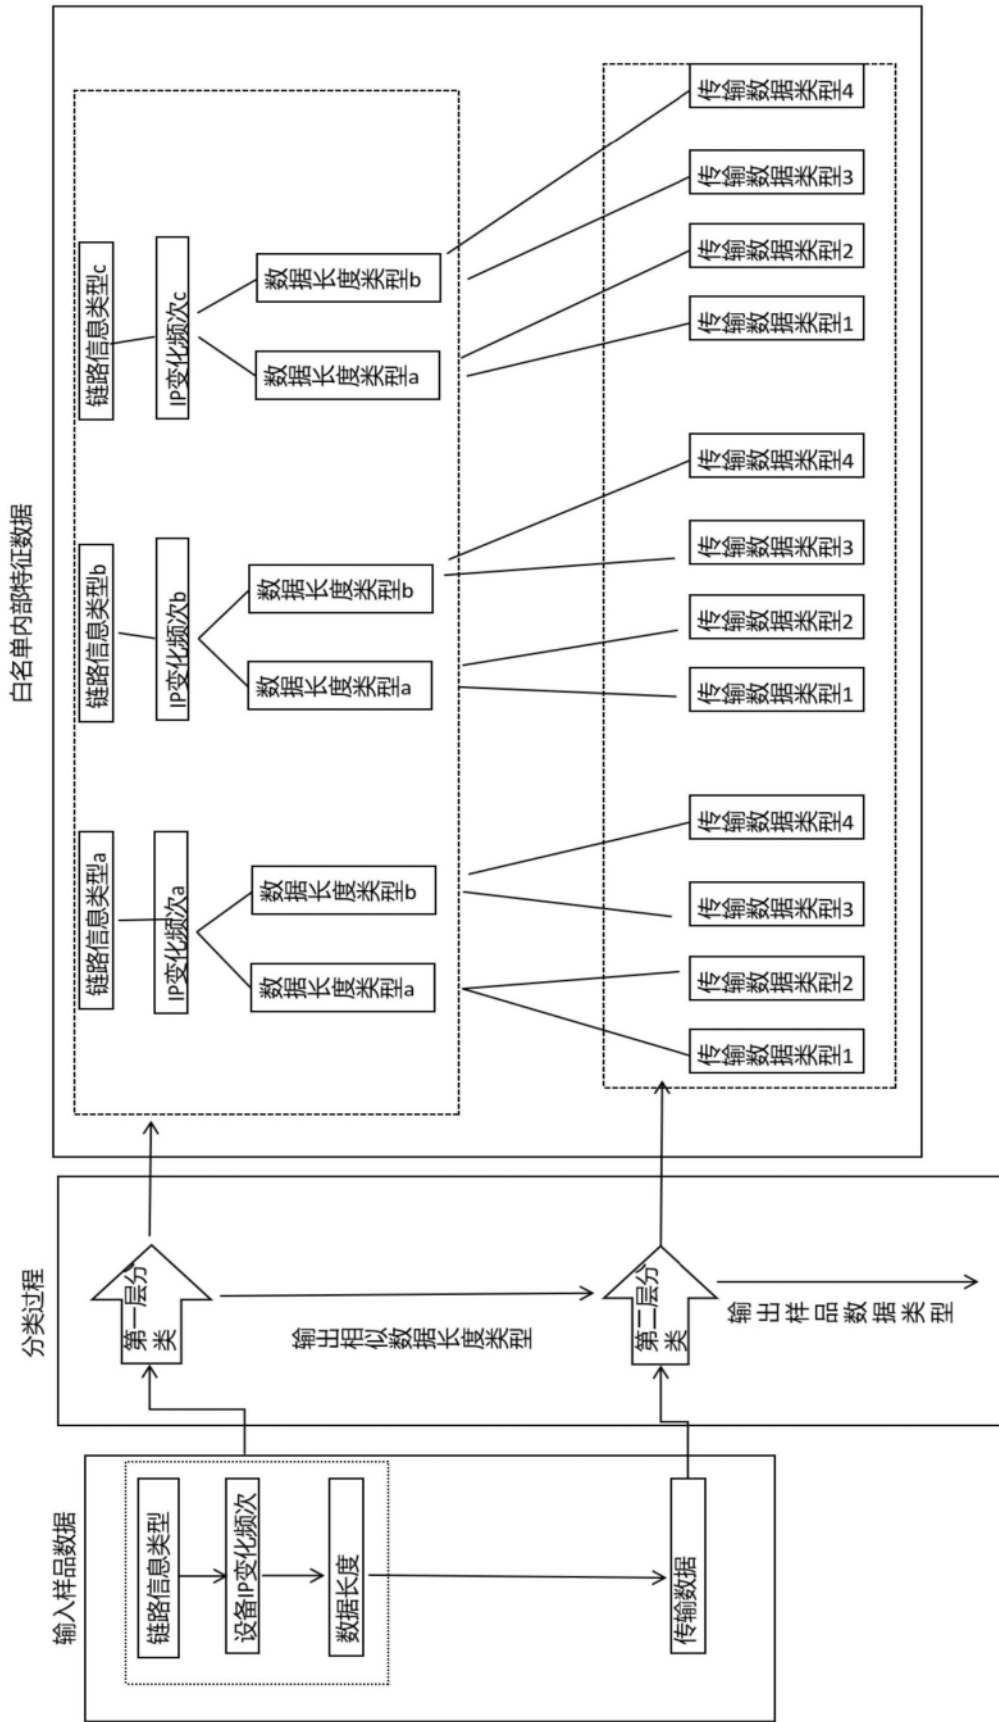 输入样品数据
链路信息类型
设备IP变化频次
数据长度
传输数据
分类过程
第一层分
类
输出相似数据长度类型
第二层分
类
输出样品数据类型
白名单内部特征数据
链路信息类型a
IP变化频次a
数据长度类型a
数据长度类型b
传输数据类型1
传输数据类型2
传输数据类型3
传输数据类型4
链路信息类型b
IP变化频次b
数据长度类型a
数据长度类型b
传输数据类型1
传输数据类型2
传输数据类型3
传输数据类型4
链路信息类型c
IP变化频次c
数据长度类型a
数据长度类型b
传输数据类型1
传输数据类型2
传输数据类型3
传输数据类型4